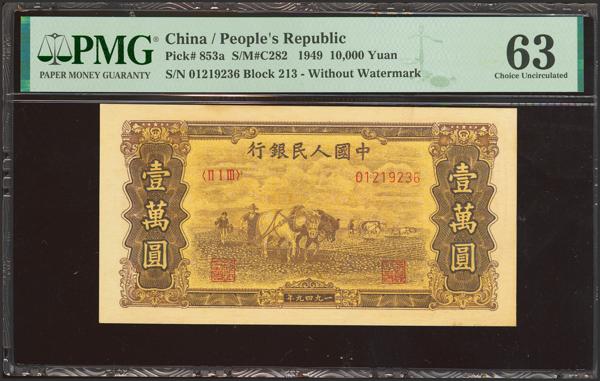 PMG
PAPER MONEY GUARANTY
China / People's Republic
Pick# 853a S/M#C282 1949 10,000 Yuan
S/N 01219236 Block 213 - Without Watermark
63
Choice Uncirculated
行銀民人國中
〈II I III〉
01219236
壹萬圓
壹萬圓
年九四九一